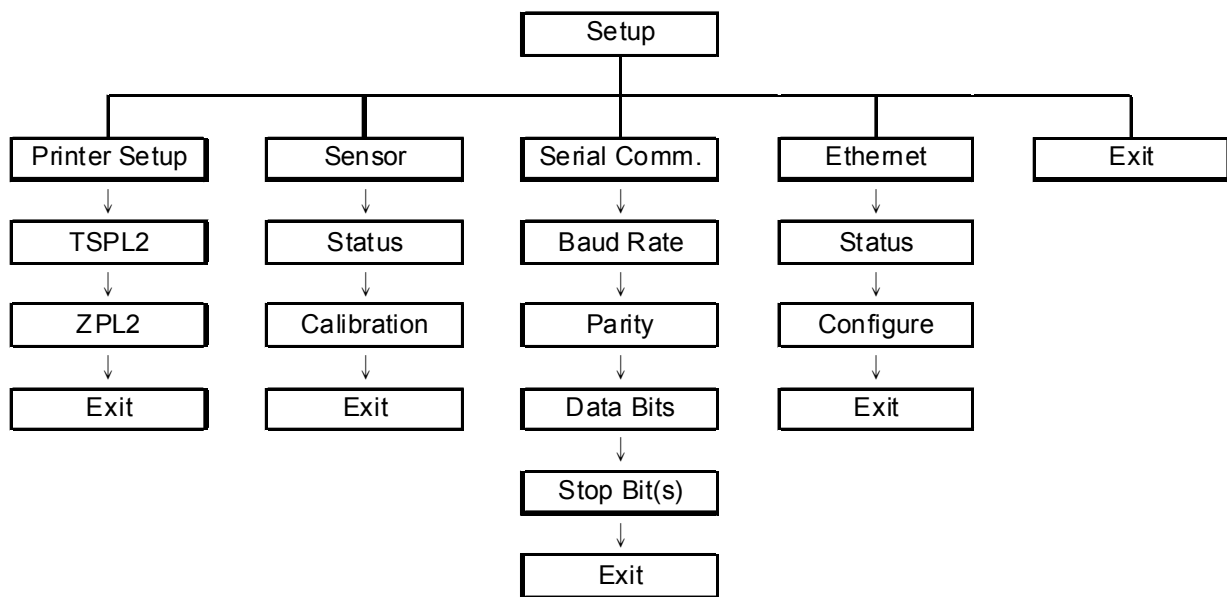 Setup
Printer Setup
Sensor
Serial Comm.
Ethernet
Exit
TSPL2
Status
Baud Rate
Status
ZPL2
Calibration
Parity
Configure
Exit
Exit
Data Bits
Exit
Stop Bit(s)
Exit